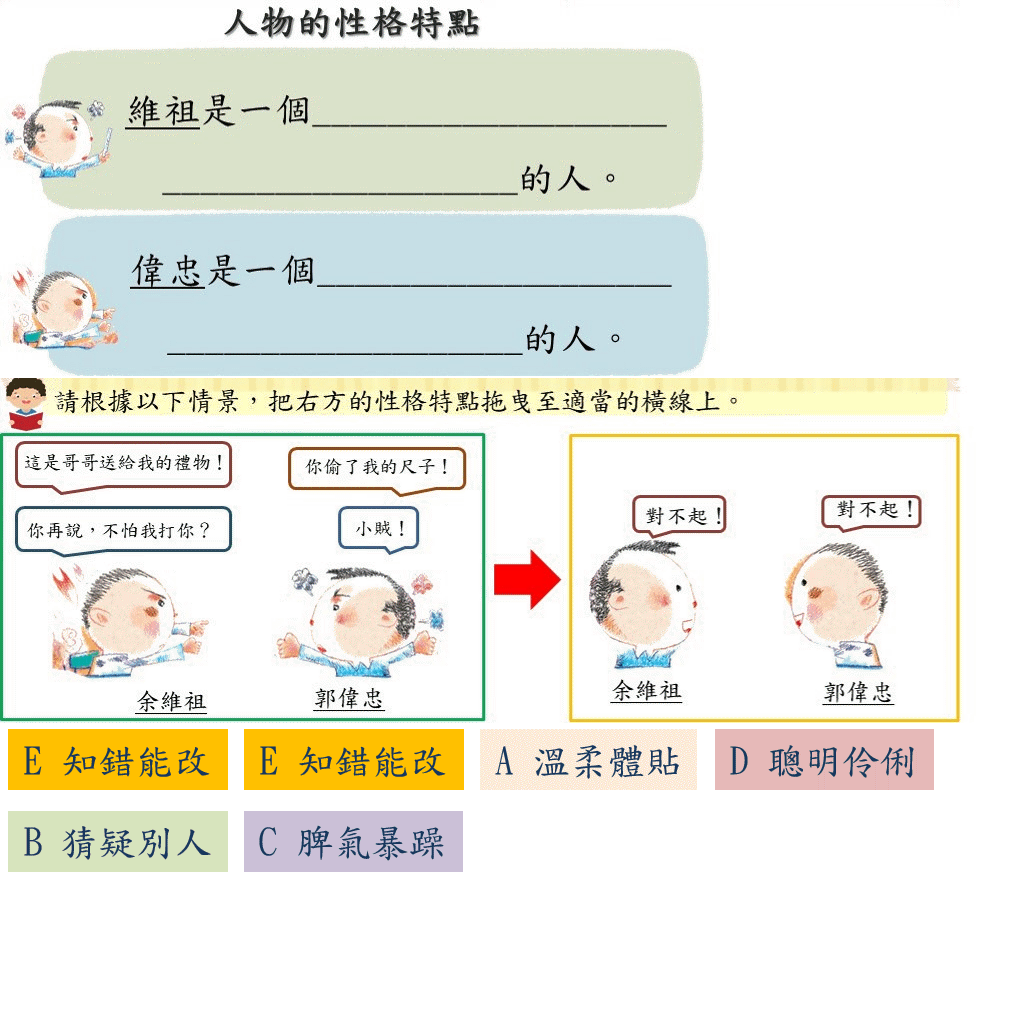 人物的性格特點
維祖是一個___________________
___________________的人。
偉忠是一個___________________
___________________的人。
請根據以下情景，把右方的性格特點拖曳至適當的橫線上。
這是哥哥送給我的禮物！
你偷了我的尺子！
你再說，不怕我打你？
小賊！
余維祖
郭偉忠
對不起！
對不起！
余維祖
郭偉忠
E 知錯能改
E 知錯能改
A 溫柔體貼
D 聰明伶俐
B 猜疑別人
C 脾氣暴躁